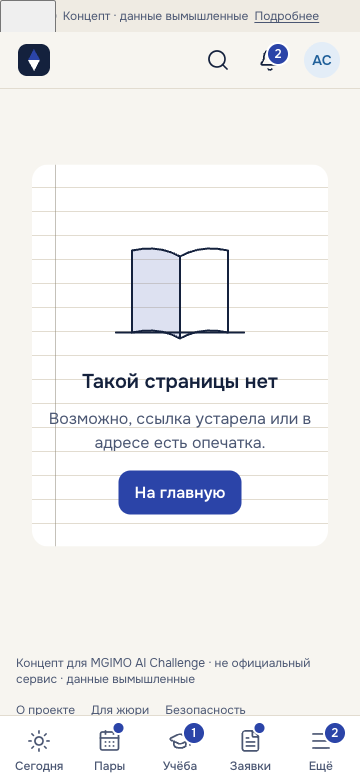 Концепт · данные вымышленные Подробнее
2
АС
Такой страницы нет
Возможно, ссылка устарела или в
адресе есть опечатка.
На главную
Концепт для MGIMO AI Challenge · не официальный
сервис · данные вымышленные
О проекте Для жюри Безопасность
1 2
Сегодня Пары Учёба Заявки Ещё